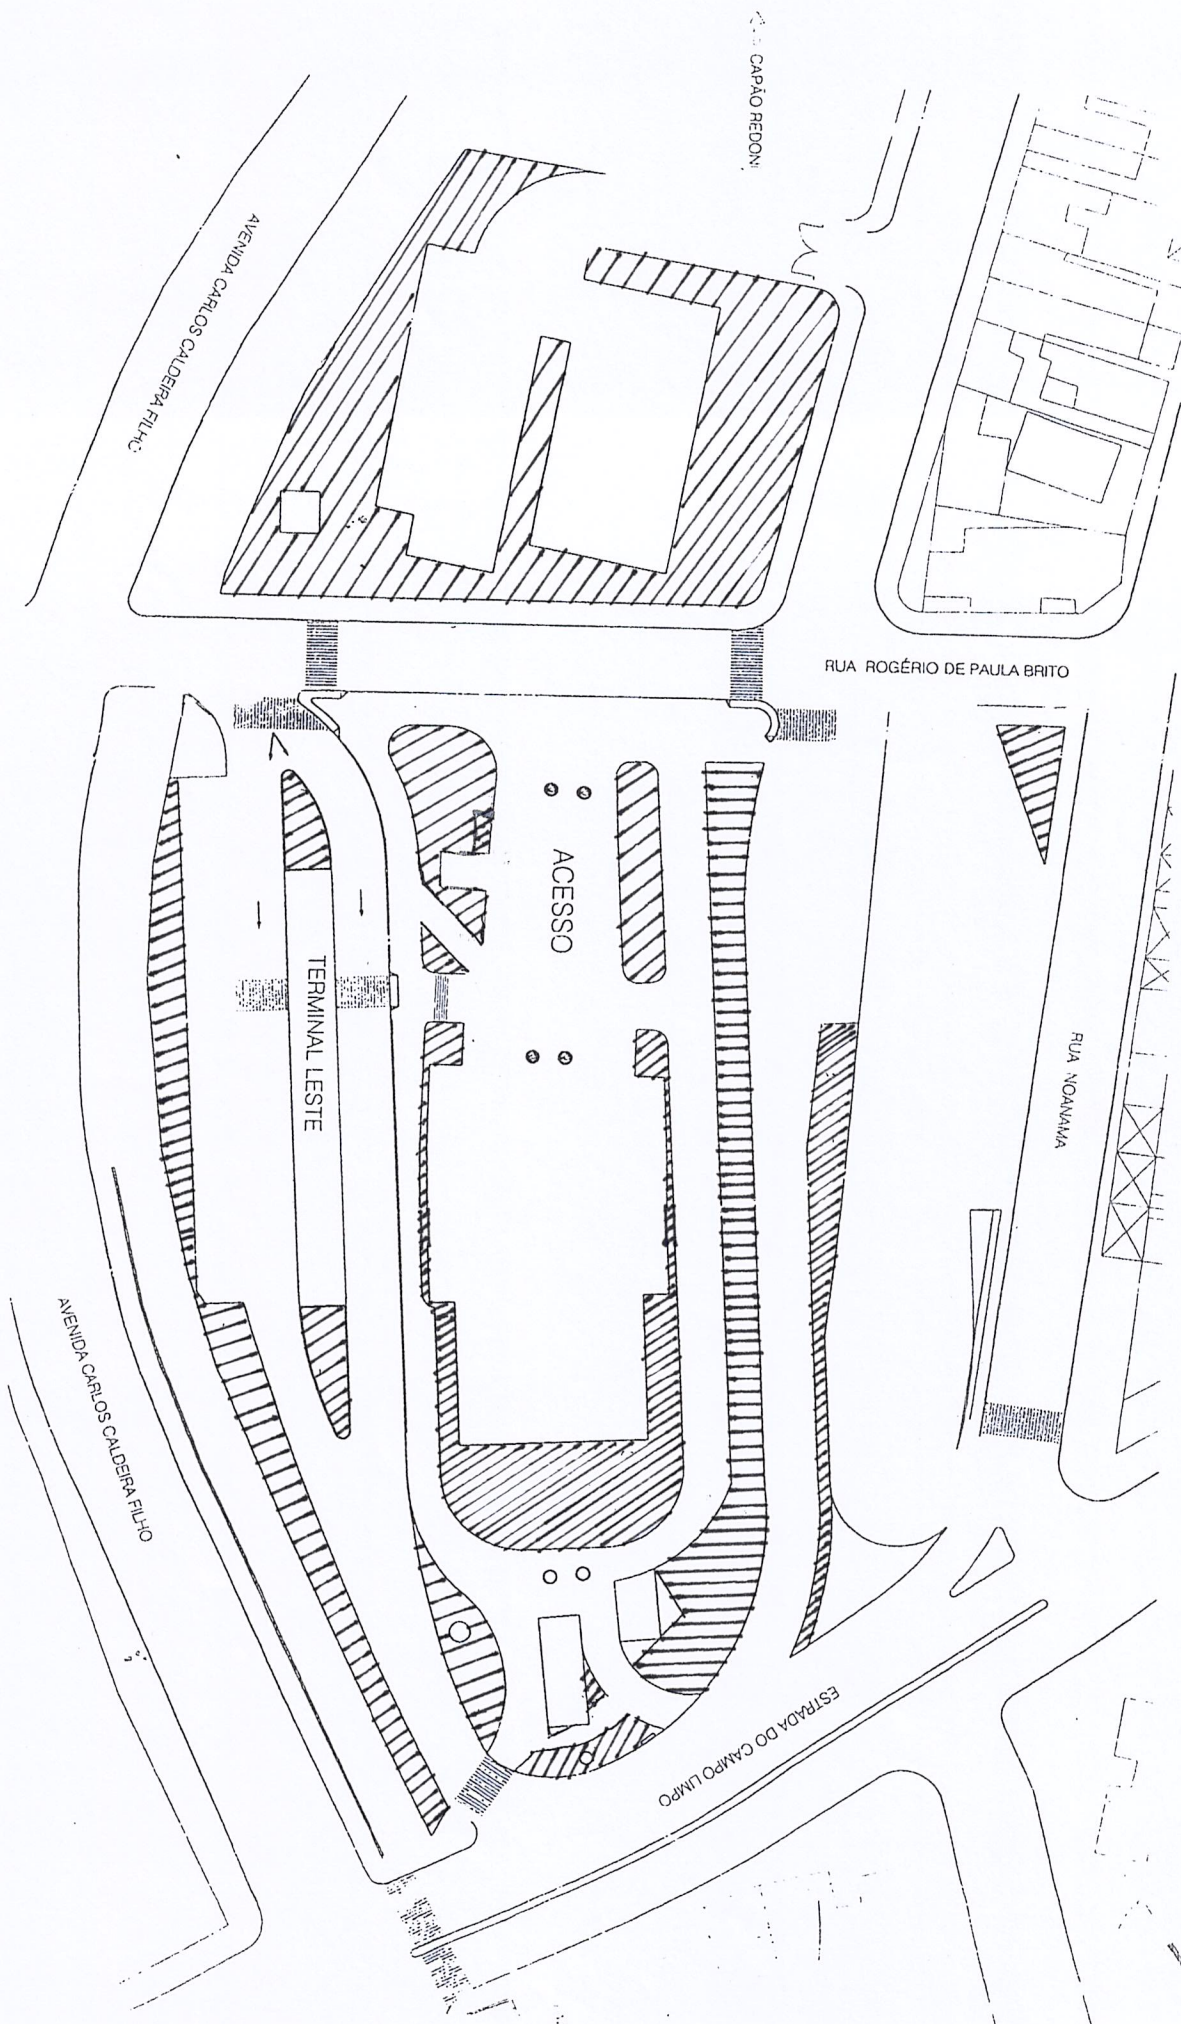 CAPÃO REDON
AVENIDA CARLOS CALDEIRA FILHO
RUA ROGÉRIO DE PAULA BRITO
ACESSO
TERMINAL LESTE
RUA NOANAMA
AVENIDA CARLOS CALDEIRA FILHO
ESTRADA DO CAMPO LIMPO